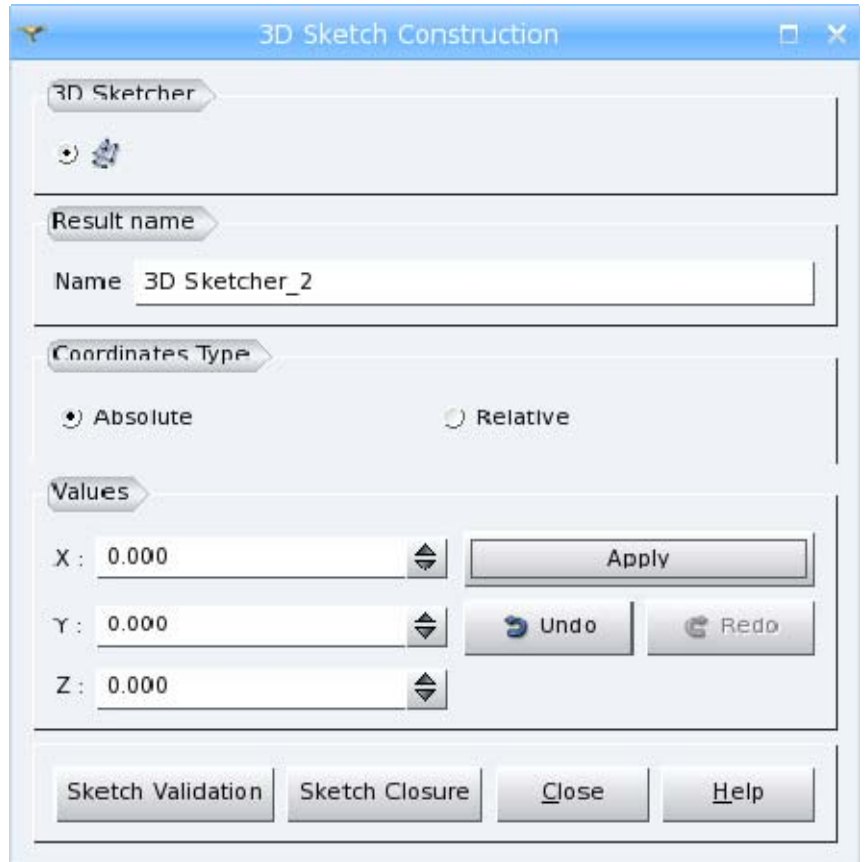 3D Sketch Construction
3D Sketcher
Result name
Name 3D Sketcher_2
Coordinates Type
Absolute Relative
Values
X : 0.000 Apply
Y : 0.000 Undo Redo
Z : 0.000
Sketch Validation Sketch Closure Close Help